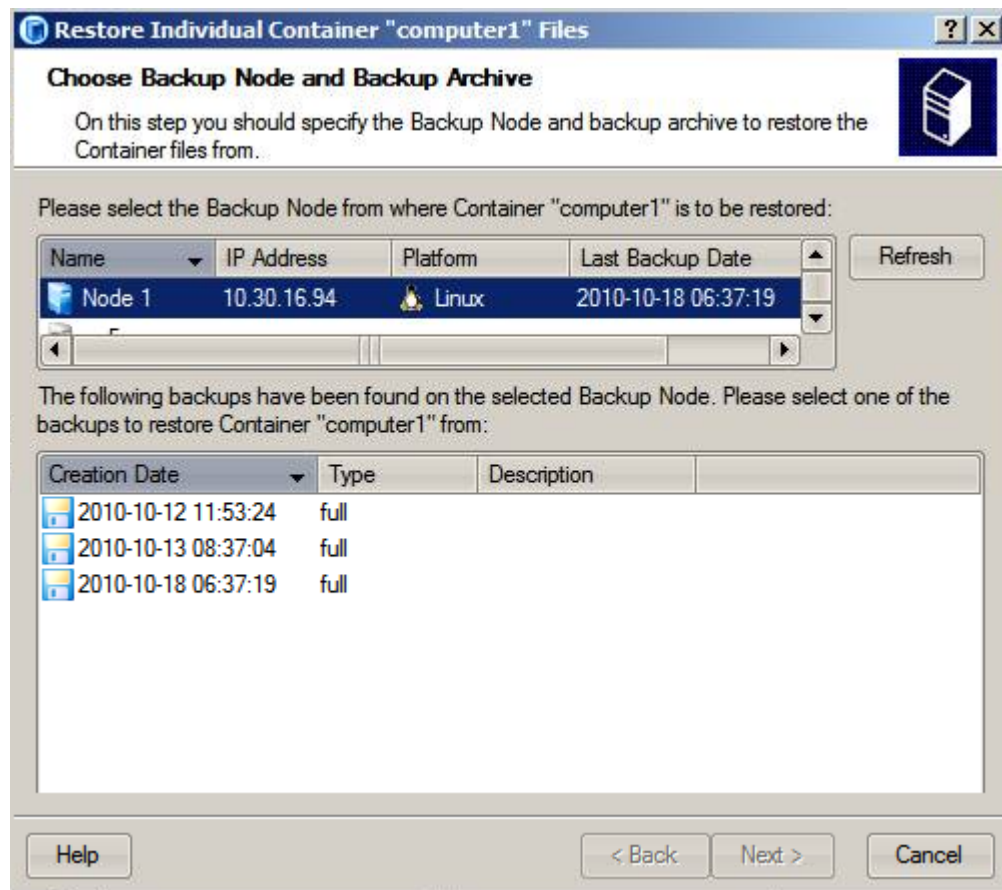 Restore Individual Container "computer1" Files
Choose Backup Node and Backup Archive
On this step you should specify the Backup Node and backup archive to restore the
Container files from.
Please select the Backup Node from where Container "computer1" is to be restored:
Name IP Address Platform Last Backup Date
Refresh
Node 1 10.30.16.94 Linux 2010-10-18 06:37:19
The following backups have been found on the selected Backup Node. Please select one of the
backups to restore Container "computer1" from:
Creation Date Type Description
2010-10-12 11:53:24 full
2010-10-13 08:37:04 full
2010-10-18 06:37:19 full
Help < Back Next > Cancel